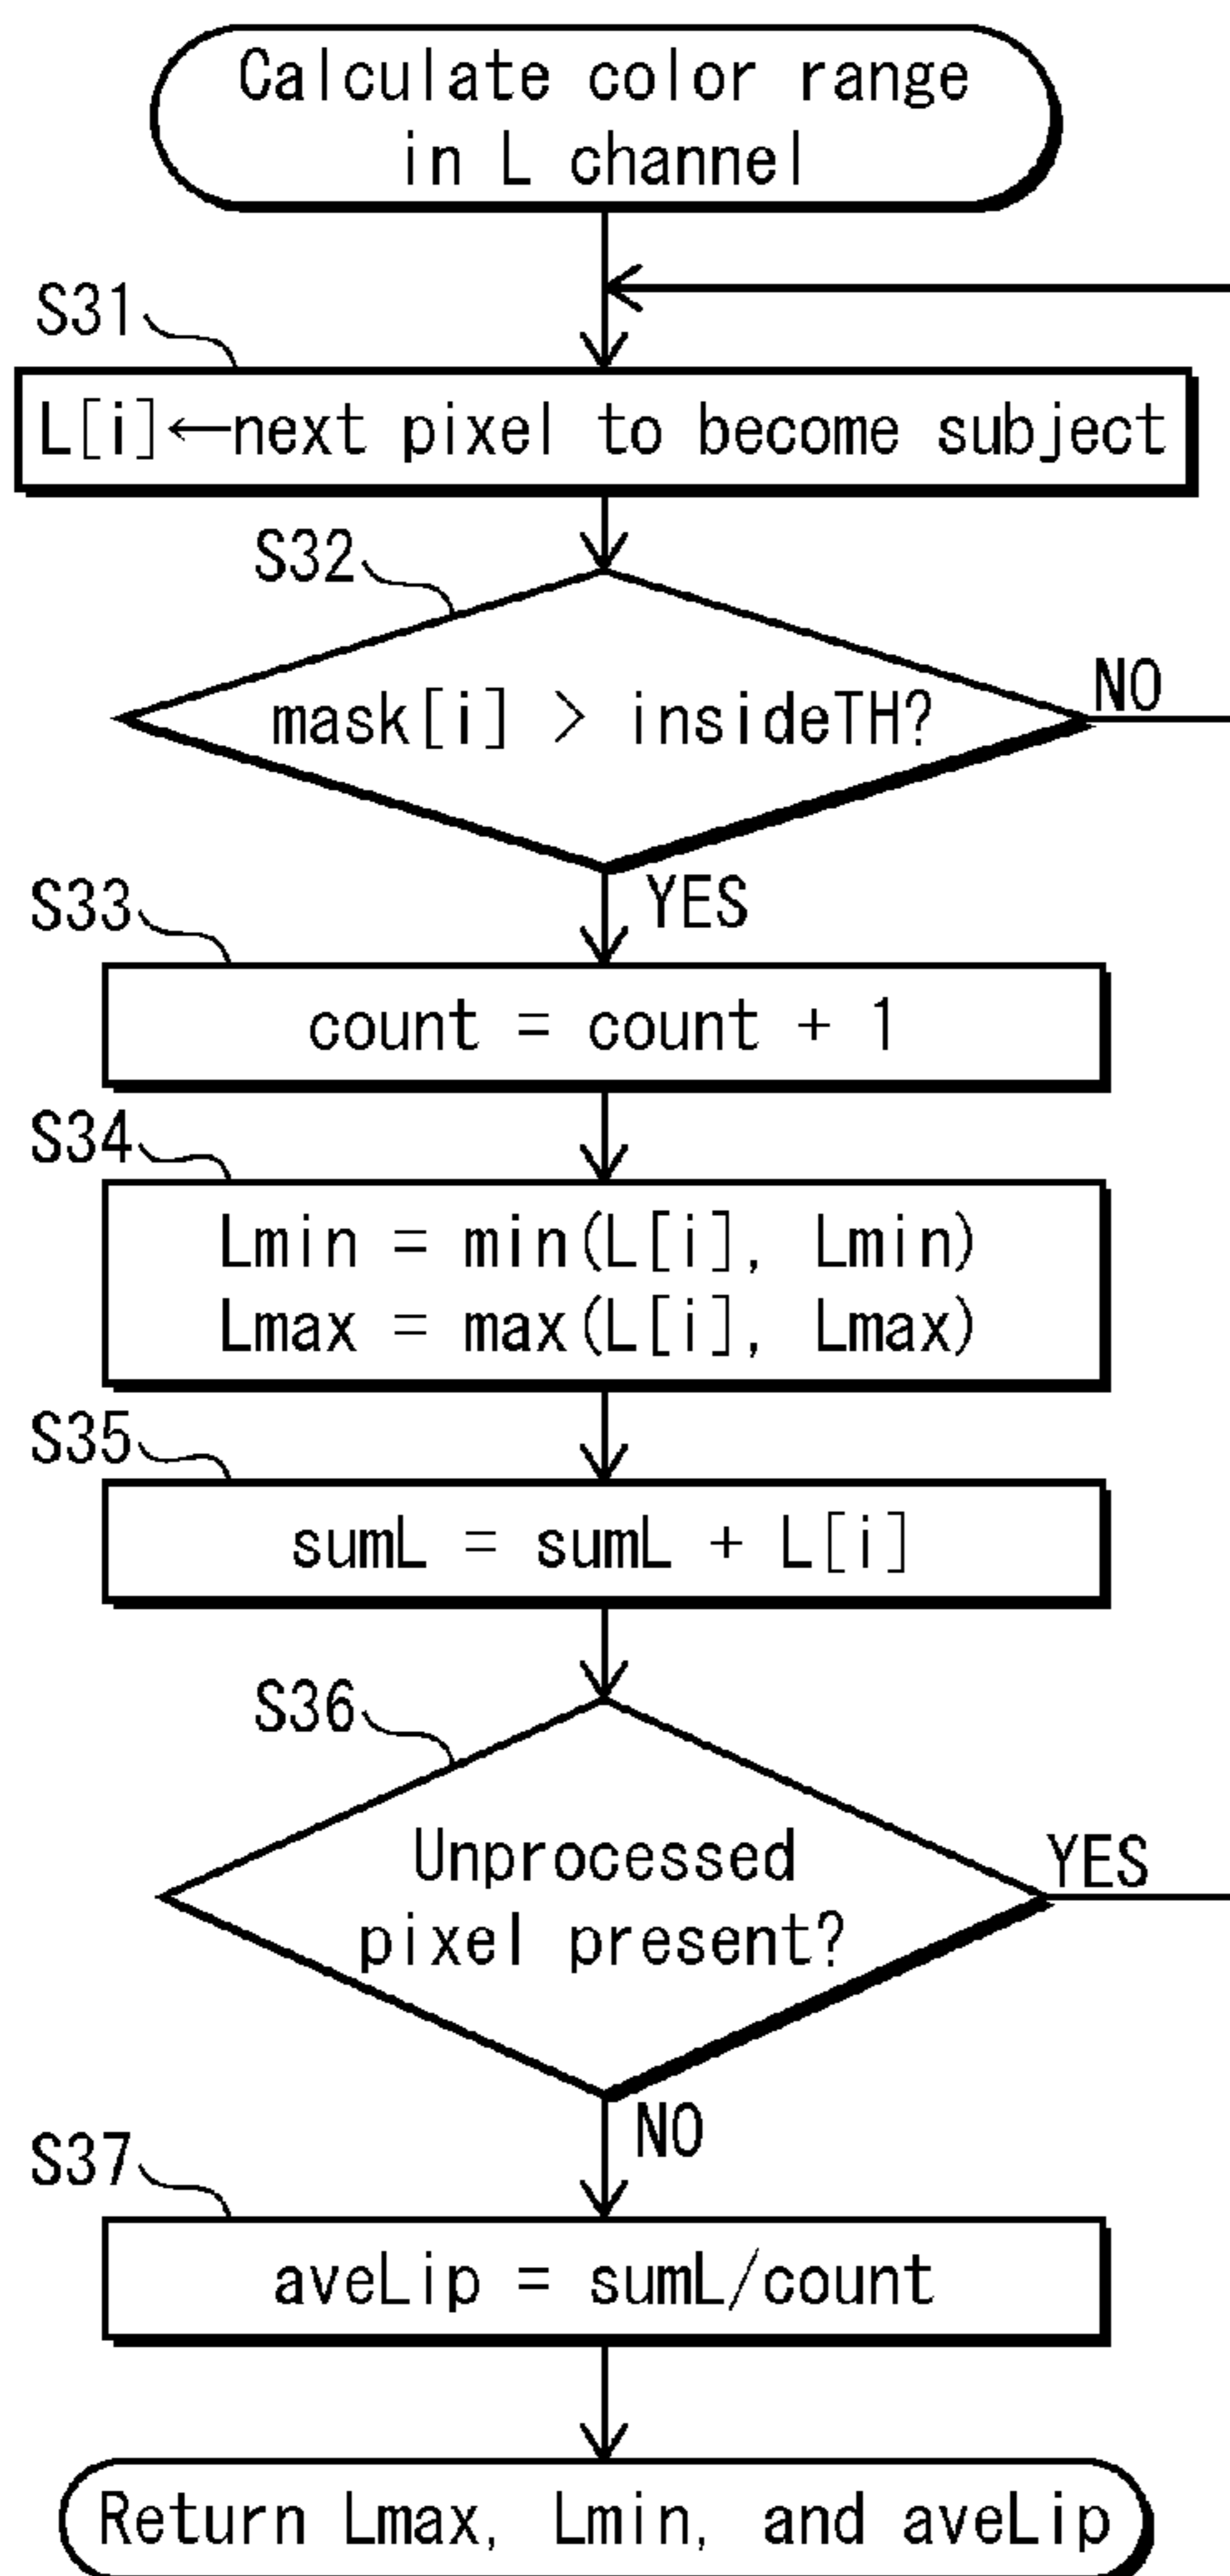 Calculate color range
in L channel
S31
L[i]←next pixel to become subject
S32
mask[i] > insideTH?
NO
YES
S33
count = count + 1
S34
Lmin = min(L[i], Lmin)
Lmax = max(L[i], Lmax)
S35
sumL = sumL + L[i]
S36
Unprocessed
pixel present?
YES
NO
S37
aveLip = sumL/count
Return Lmax, Lmin, and aveLip